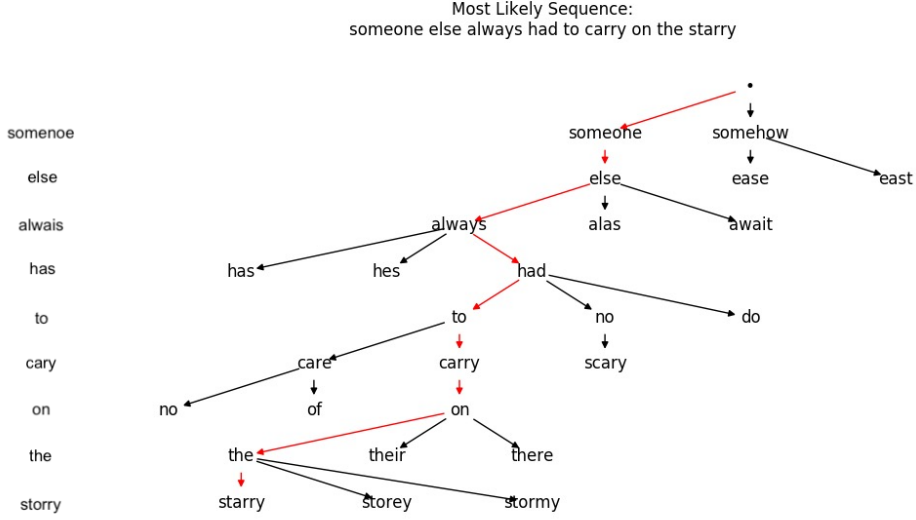 Most Likely Sequence:
someone else always had to carry on the starry
•
somenoe someone somehow
else else ease east
alwais always alas await
has has hes had
to to no do
cary care carry scary
on no of on
the the their there
storry starry storey stormy